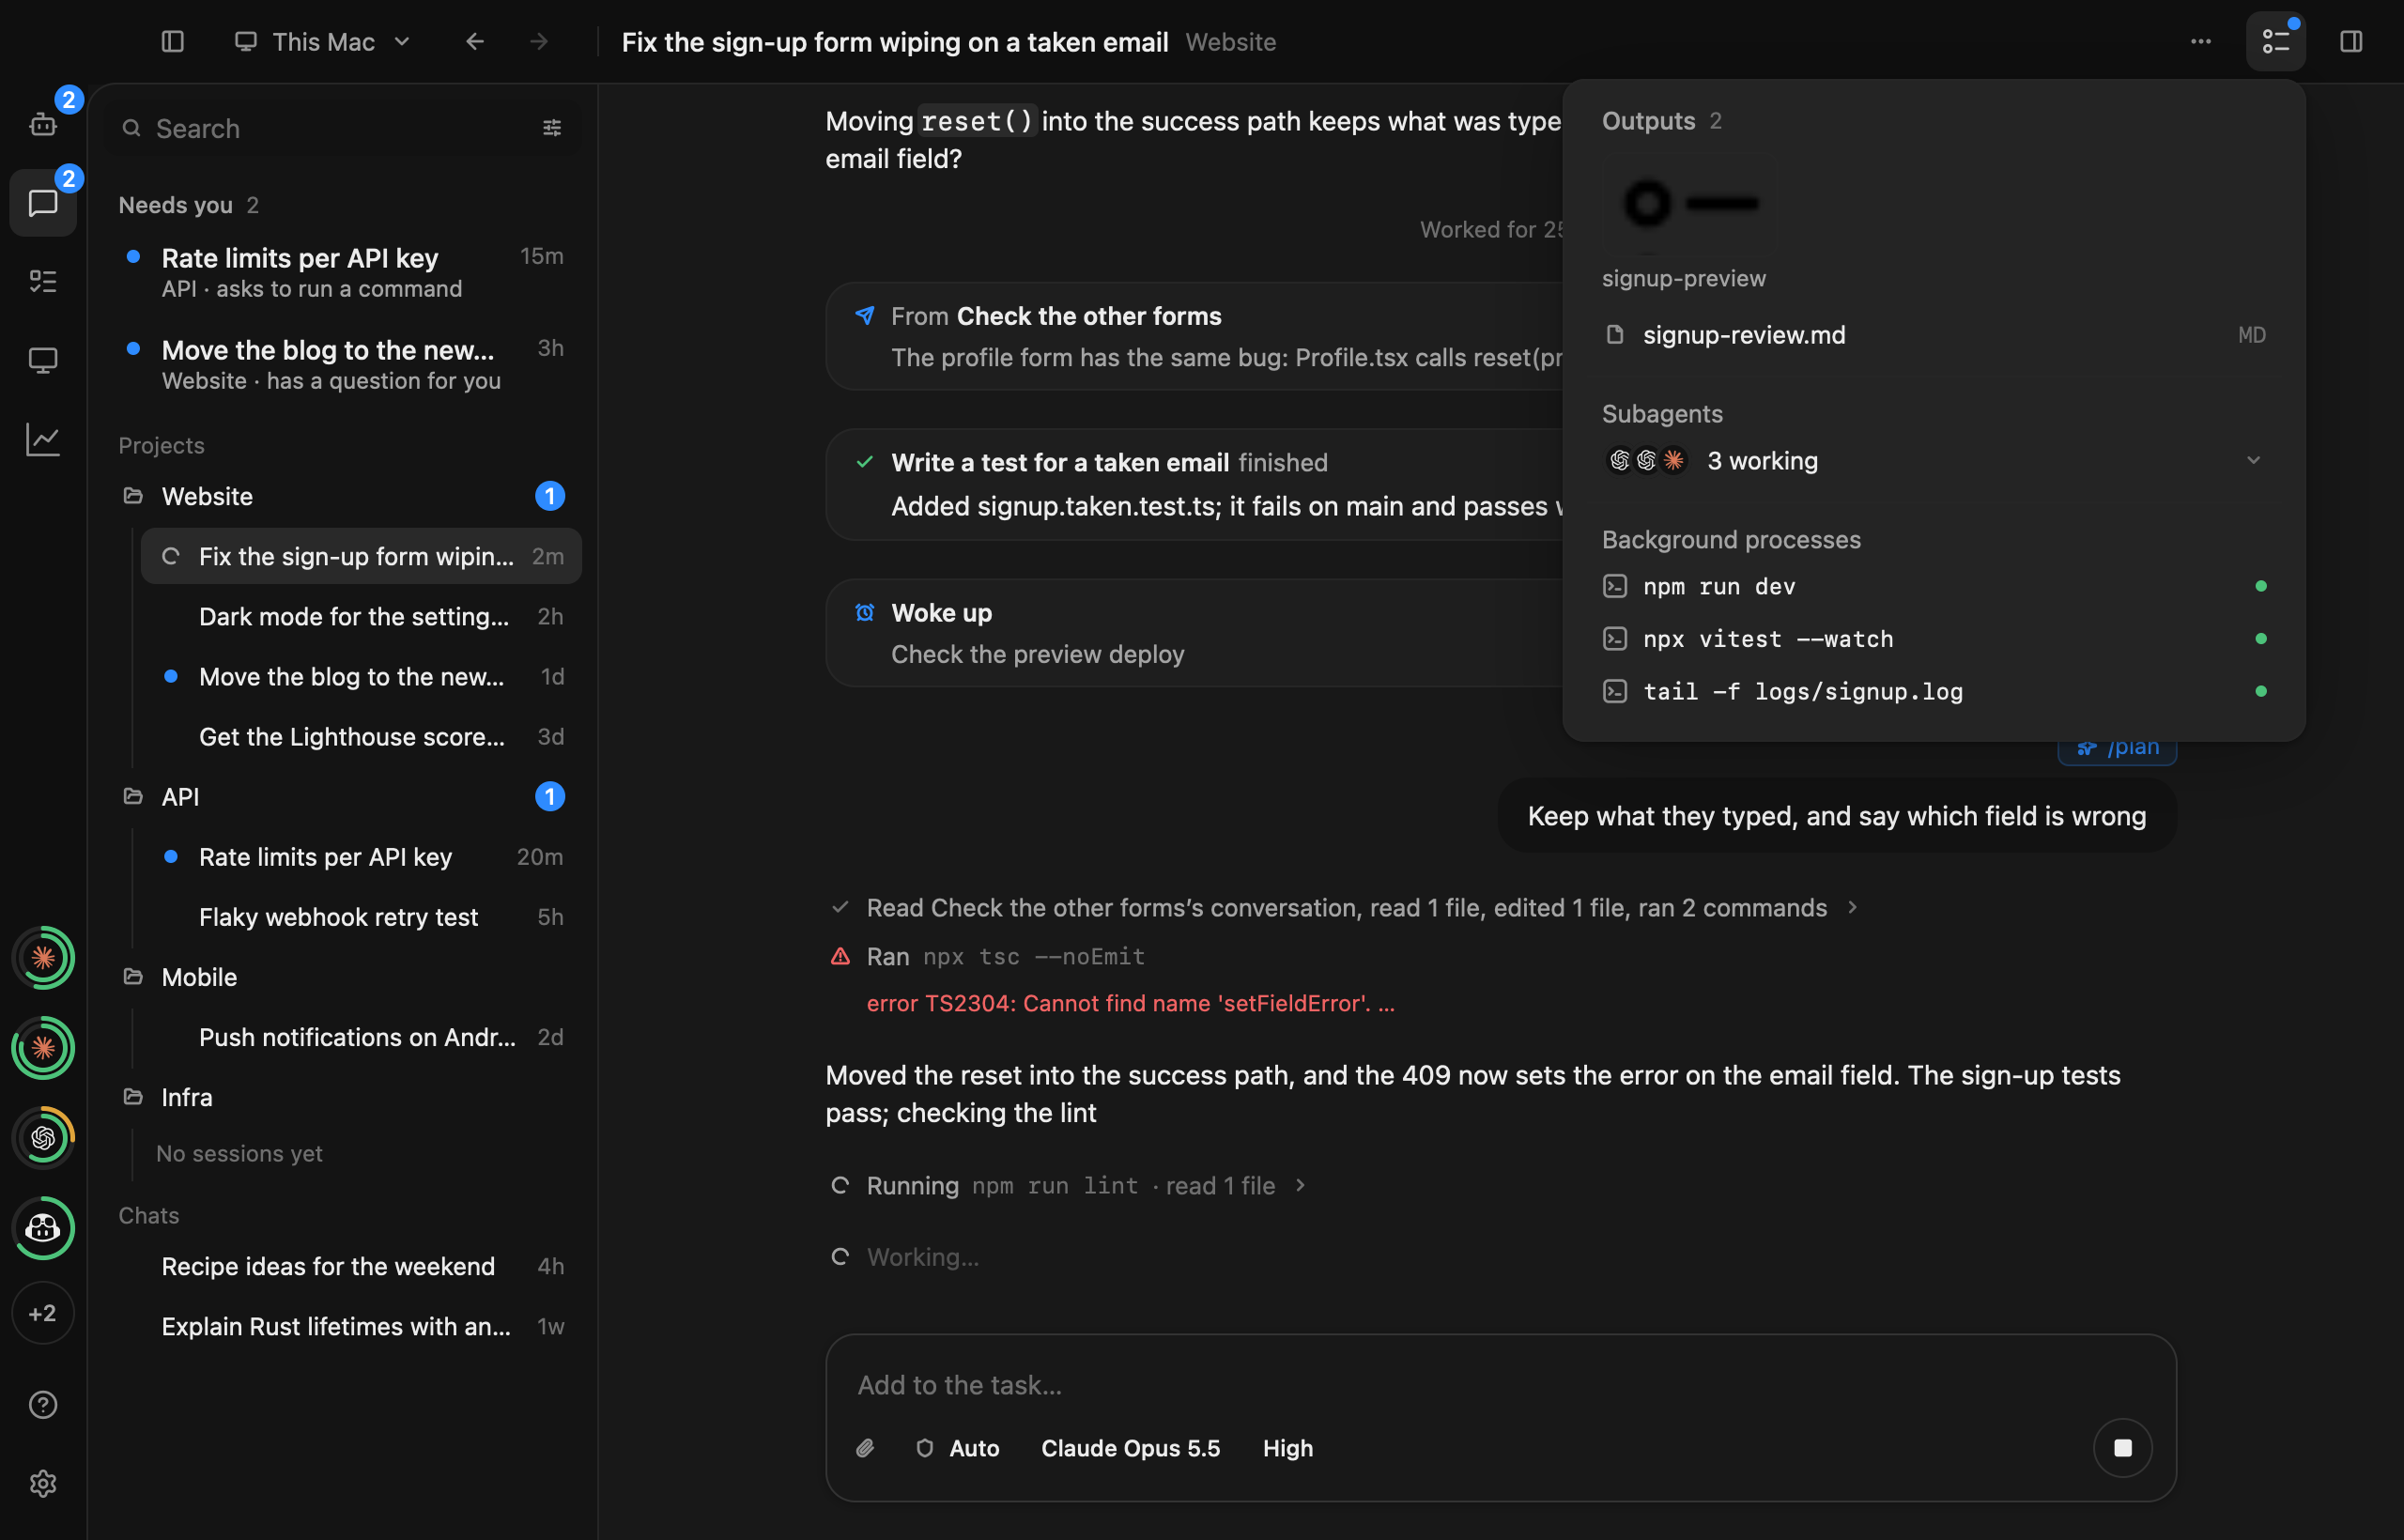 This Mac
Fix the sign-up form wiping on a taken email Website
2
2
Search
Needs you 2
Rate limits per API key 15m
API · asks to run a command
Move the blog to the new... 3h
Website · has a question for you
Projects
Website 1
Fix the sign-up form wipin... 2m
Dark mode for the setting... 2h
Move the blog to the new... 1d
Get the Lighthouse score... 3d
API 1
Rate limits per API key 20m
Flaky webhook retry test 5h
Mobile
Push notifications on Andr... 2d
Infra
No sessions yet
Chats
Recipe ideas for the weekend 4h
Explain Rust lifetimes with an... 1w
+2
Moving reset() into the success path keeps what was type
email field?
Worked for 25
From Check the other forms
The profile form has the same bug: Profile.tsx calls reset(pr
Write a test for a taken email finished
Added signup.taken.test.ts; it fails on main and passes
Woke up
Check the preview deploy
Outputs 2
signup-preview
signup-review.md MD
Subagents
3 working
Background processes
npm run dev
npx vitest --watch
tail -f logs/signup.log
/plan
Keep what they typed, and say which field is wrong
Read Check the other forms’s conversation, read 1 file, edited 1 file, ran 2 commands
Ran npx tsc --noEmit
error TS2304: Cannot find name 'setFieldError'. ...
Moved the reset into the success path, and the 409 now sets the error on the email field. The sign-up tests
pass; checking the lint
Running npm run lint · read 1 file
Working...
Add to the task...
Auto Claude Opus 5.5 High